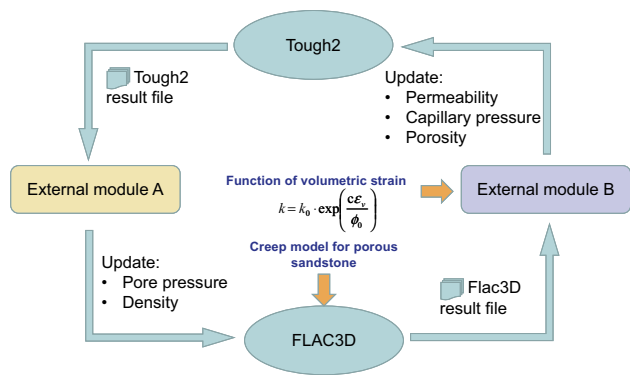 Tough2
Tough2
result file
Update:
• Permeability
• Capillary pressure
• Porosity
External module A
Function of volumetric strain
k = k₀ · exp(cεᵥ/ϕ₀)
External module B
Creep model for porous
sandstone
Update:
• Pore pressure
• Density
Flac3D
result file
FLAC3D